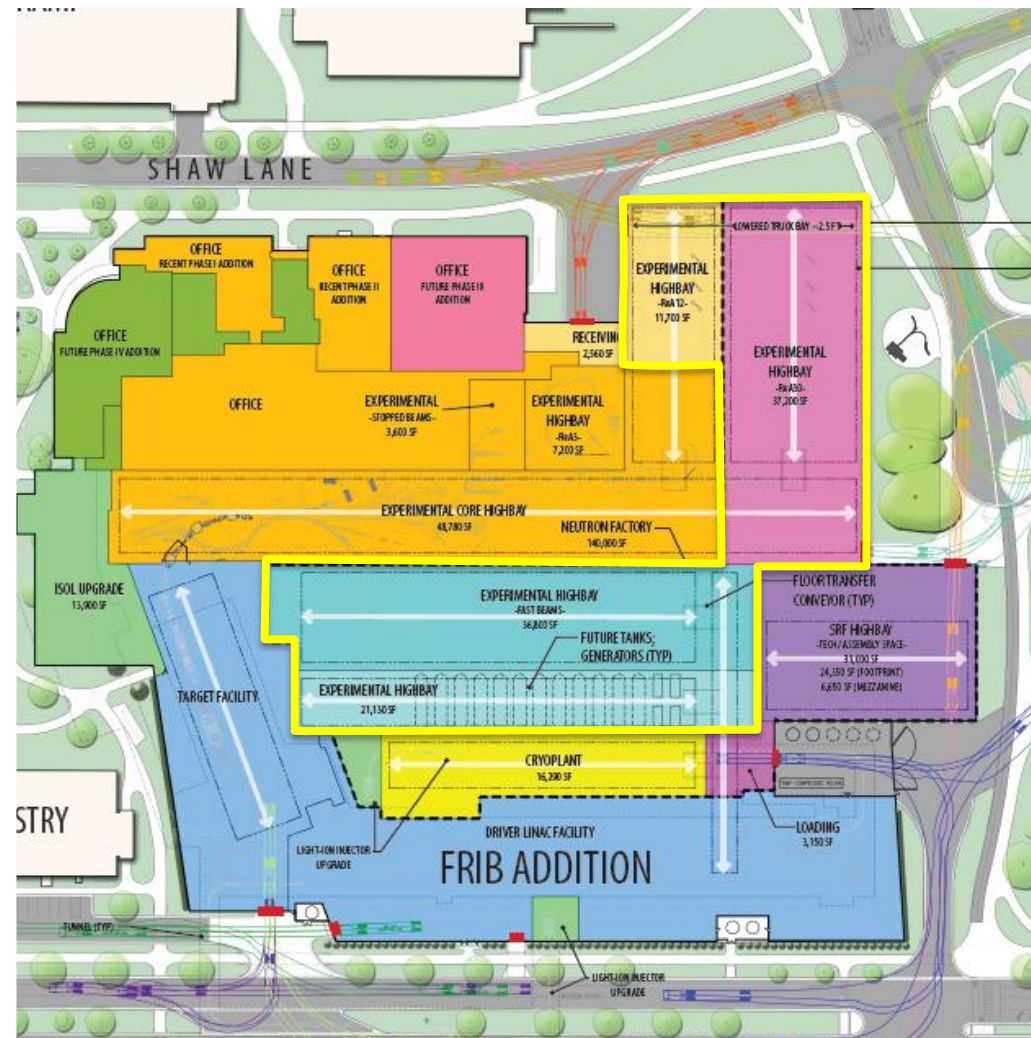 SHAW LANE
LOWERED TRUCK BAY ~2.5 FT
OFFICE
RECENT PHASE I ADDITION
OFFICE
RECENT PHASE II
ADDITION
OFFICE
FUTURE PHASE III
ADDITION
EXPERIMENTAL
HIGHBAY
-ReA12-
11,700 SF
OFFICE
FUTURE PHASE IV ADDITION
RECEIVING
2,560 SF
EXPERIMENTAL
HIGHBAY
-ReA30-
37,200 SF
OFFICE
EXPERIMENTAL
-STOPPED BEAMS-
3,600 SF
EXPERIMENTAL
HIGHBAY
-ReA3-
7,200 SF
EXPERIMENTAL CORE HIGHBAY
48,780 SF
NEUTRON FACTORY
140,000 SF
ISOL UPGRADE
13,900 SF
EXPERIMENTAL HIGHBAY
-FAST BEAMS-
36,800 SF
FLOOR TRANSFER
CONVEYOR (TYP)
SRF HIGHBAY
-TECH / ASSEMBLY SPACE-
31,000 SF
24,350 SF (FOOTPRINT)
6,650 SF (MEZZANINE)
FUTURE TANKS;
GENERATORS (TYP)
TARGET FACILITY
EXPERIMENTAL HIGHBAY
21,130 SF
CRYOPLANT
16,290 SF
STRY
LIGHT-ION INJECTOR
UPGRADE
DRIVER LINAC FACILITY
FRIB ADDITION
LOADING
3,150 SF
TUNNEL (TYP)
LIGHT-ION INJECTOR
UPGRADE